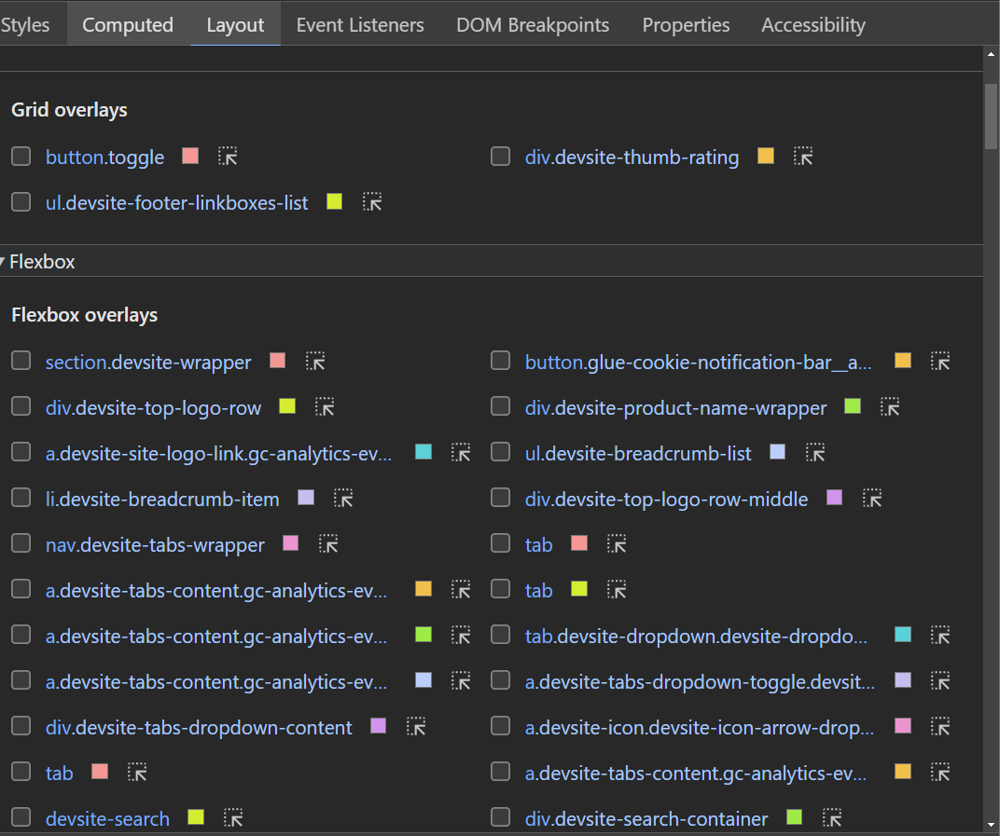 Styles Computed Layout Event Listeners DOM Breakpoints Properties Accessibility
Grid overlays
button.toggle div.devsite-thumb-rating
ul.devsite-footer-linkboxes-list
Flexbox
Flexbox overlays
section.devsite-wrapper button.glue-cookie-notification-bar__a...
div.devsite-top-logo-row div.devsite-product-name-wrapper
a.devsite-site-logo-link.gc-analytics-ev... ul.devsite-breadcrumb-list
li.devsite-breadcrumb-item div.devsite-top-logo-row-middle
nav.devsite-tabs-wrapper tab
a.devsite-tabs-content.gc-analytics-ev... tab
a.devsite-tabs-content.gc-analytics-ev... tab.devsite-dropdown.devsite-dropdo...
a.devsite-tabs-content.gc-analytics-ev... a.devsite-tabs-dropdown-toggle.devsit...
div.devsite-tabs-dropdown-content a.devsite-icon.devsite-icon-arrow-drop...
tab a.devsite-tabs-content.gc-analytics-ev...
devsite-search div.devsite-search-container